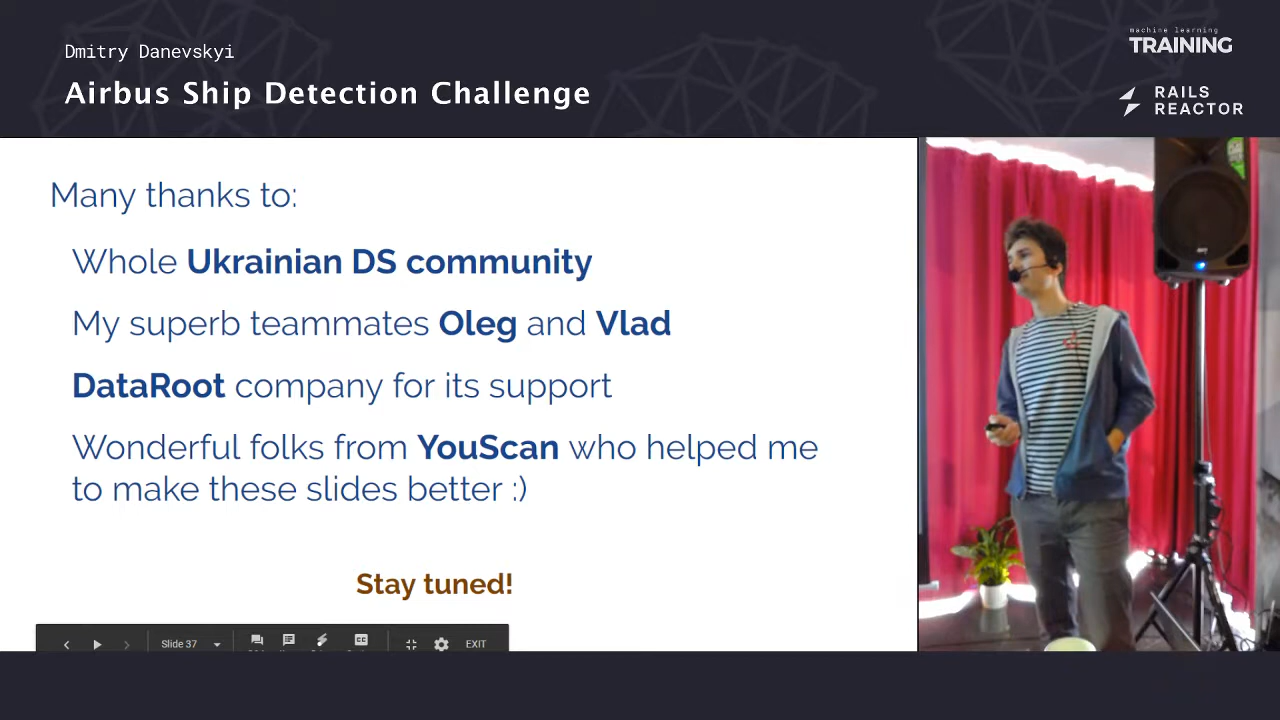 Dmitry Danevskyi
Airbus Ship Detection Challenge
machine learning
TRAINING
RAILS
REACTOR
Many thanks to:
Whole Ukrainian DS community
My superb teammates Oleg and Vlad
DataRoot company for its support
Wonderful folks from YouScan who helped me
to make these slides better :)
Stay tuned!
Slide 37
CC
EXIT